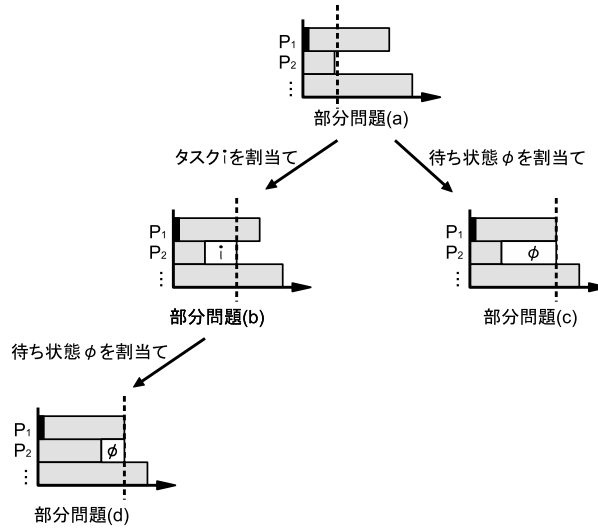 P1
P2
⋮
部分問題(a)
タスクiを割当て
待ち状態φを割当て
P1
P2
i
⋮
部分問題(b)
P1
P2
φ
⋮
部分問題(c)
待ち状態φを割当て
P1
P2
φ
⋮
部分問題(d)